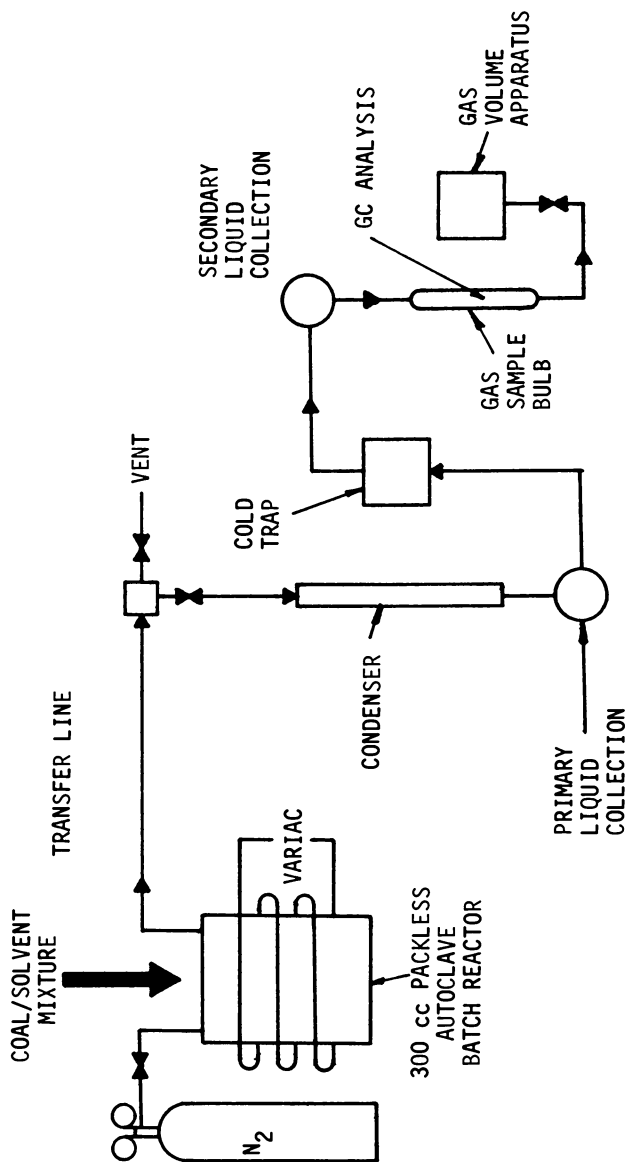 COAL/SOLVENT
MIXTURE
TRANSFER LINE
VENT
N2
VARIAC
300 cc PACKLESS
AUTOCLAVE
BATCH REACTOR
CONDENSER
PRIMARY
LIQUID
COLLECTION
COLD
TRAP
SECONDARY
LIQUID
COLLECTION
GAS
SAMPLE
BULB
GC ANALYSIS
GAS
VOLUME
APPARATUS